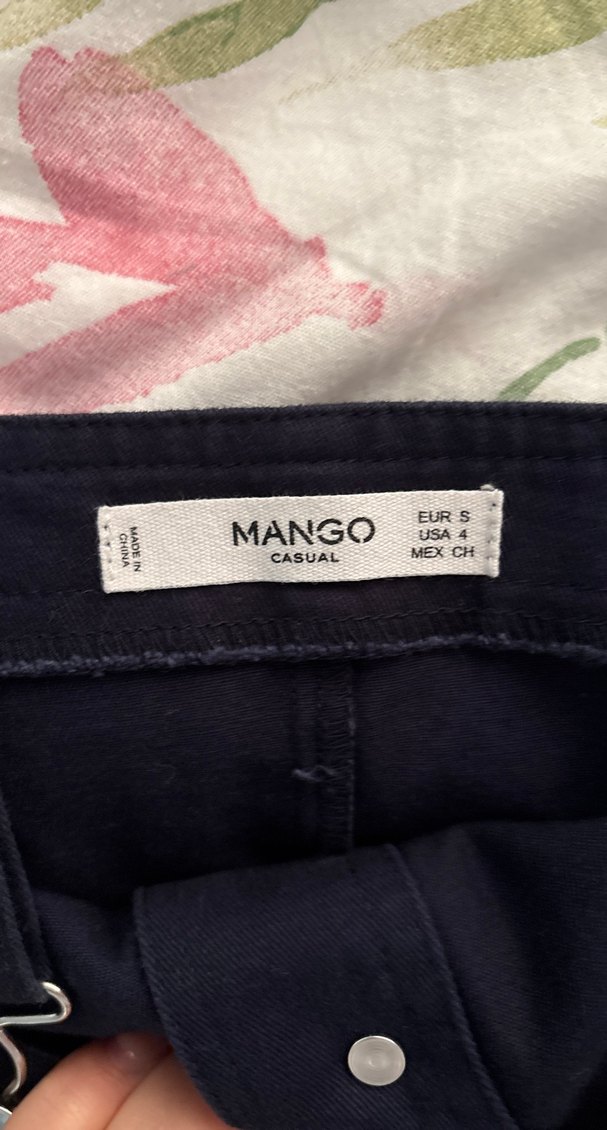 MADE IN
CHINA
MANGO
CASUAL
EUR S
USA 4
MEX CH